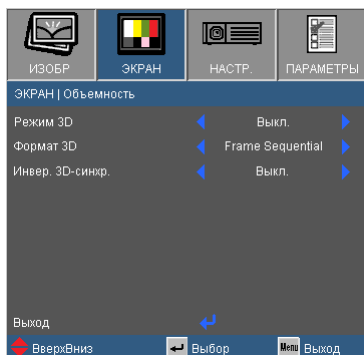 ИЗОБР ЭКРАН НАСТР. ПАРАМЕТРЫ
ЭКРАН | Объемность
Режим 3D Выкл.
Формат 3D Frame Sequential
Инвер. 3D-синхр. Выкл.
Выход
ВверхВниз Выбор Menu Выход